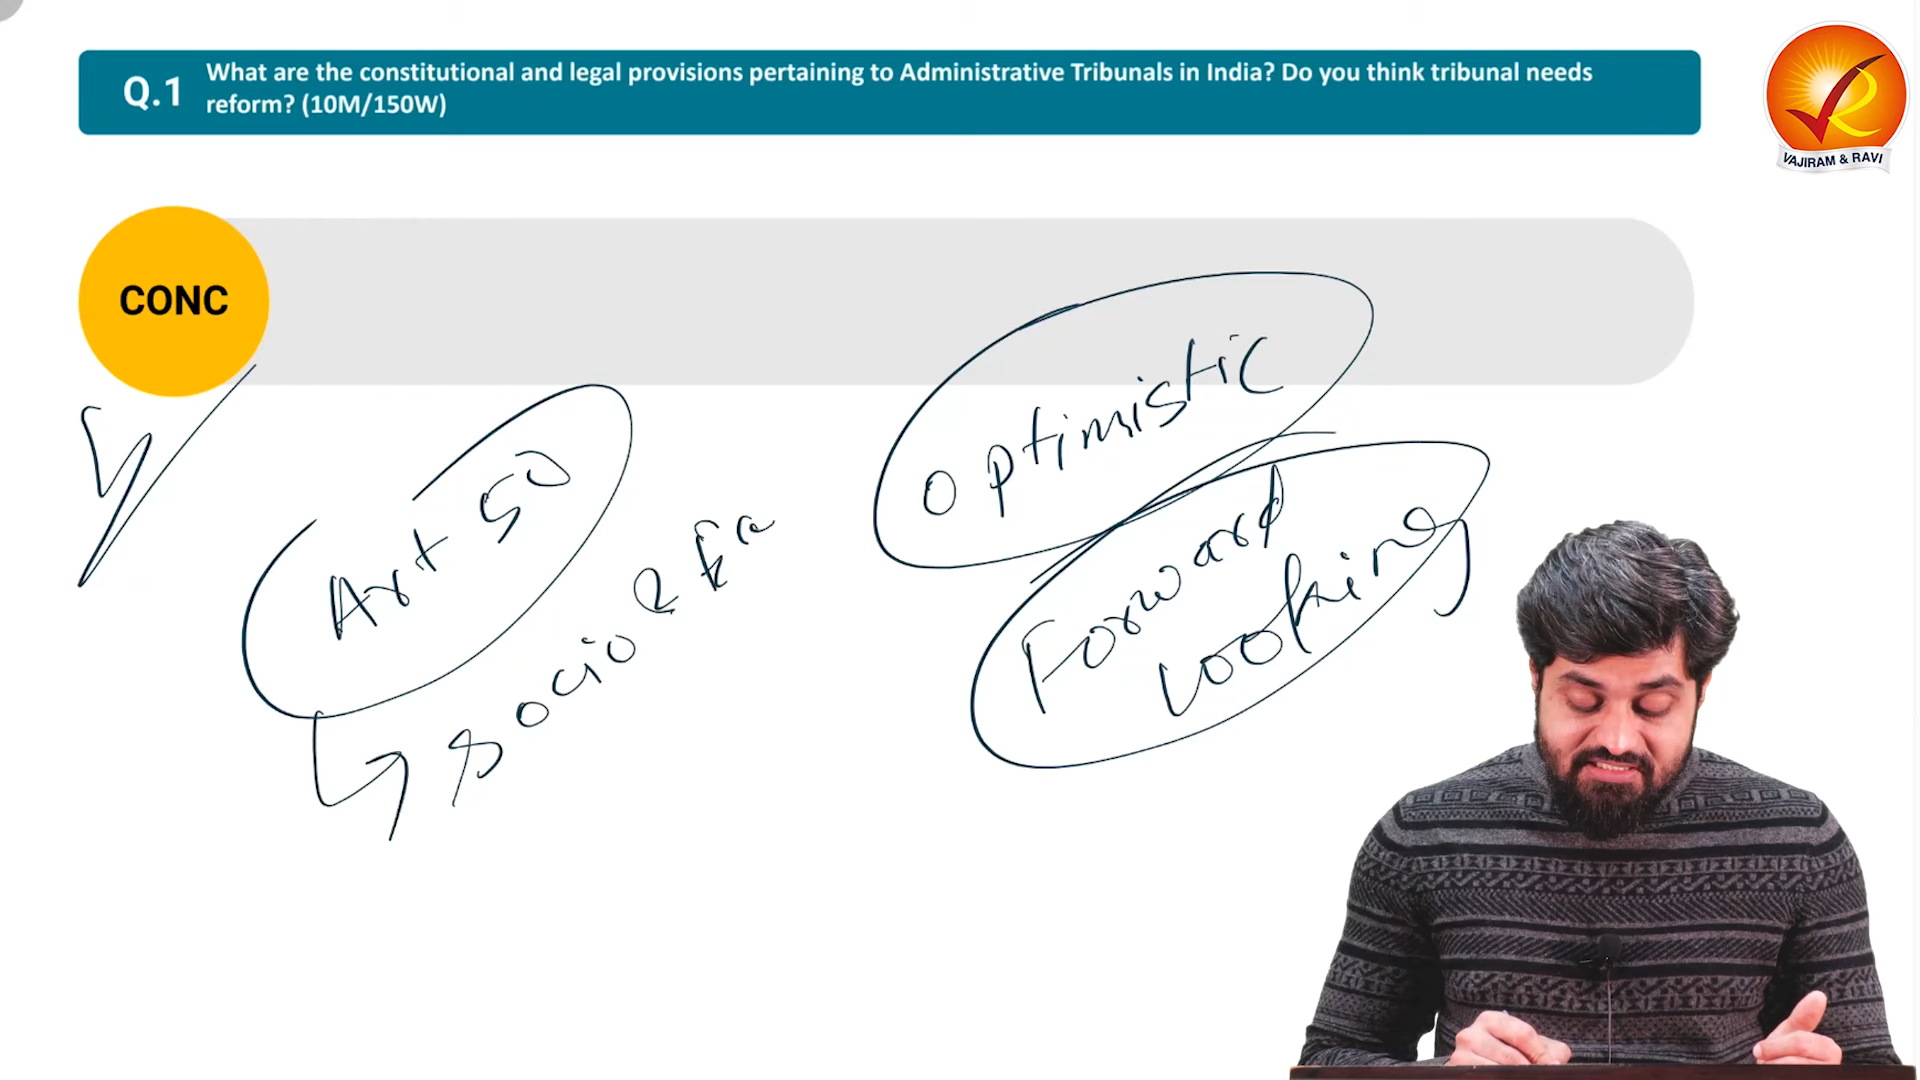 Q.1
What are the constitutional and legal provisions pertaining to Administrative Tribunals in India? Do you think tribunal needs
reform? (10M/150W)
VAJIRAM & RAVI
CONC
optimistic
Art 50
Forward
looking
socio